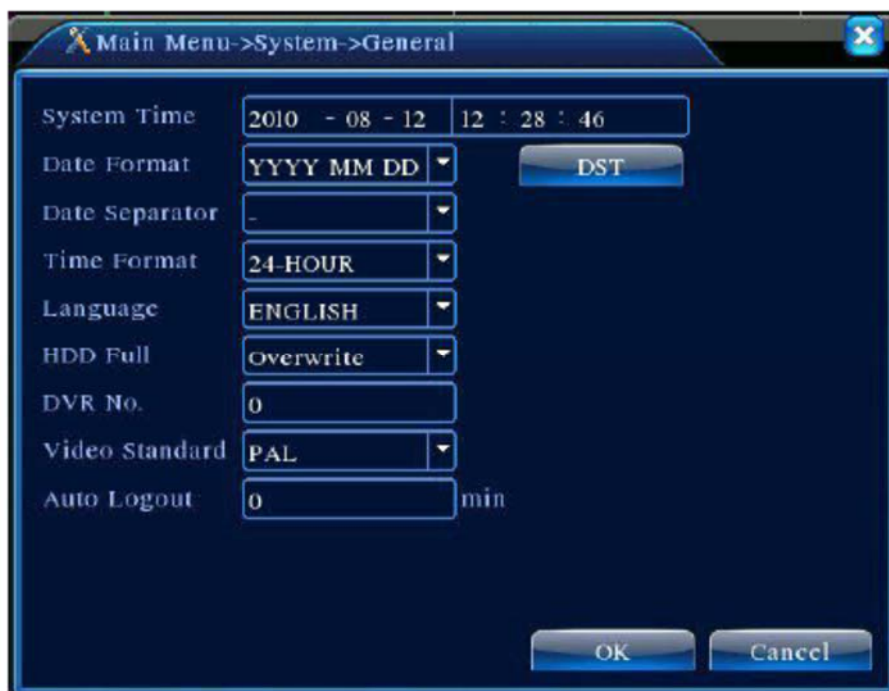 Main Menu->System->General
System Time 2010 - 08 - 12 12 : 28 : 46
Date Format YYYY MM DD DST
Date Separator -
Time Format 24-HOUR
Language ENGLISH
HDD Full Overwrite
DVR No. 0
Video Standard PAL
Auto Logout 0 min
OK Cancel